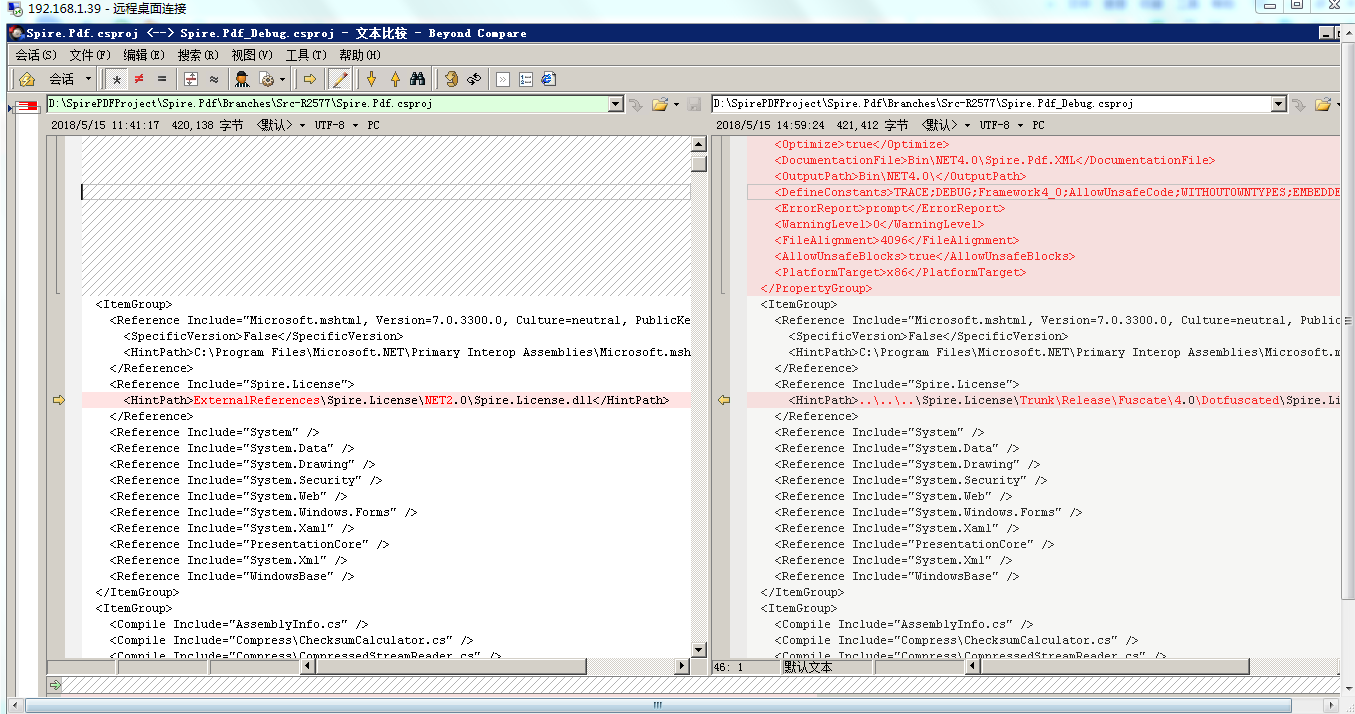 192.168.1.39 - 远程桌面连接
Spire.Pdf.csproj <--> Spire.Pdf_Debug.csproj - 文本比较 - Beyond Compare
会话(S) 文件(F) 编辑(E) 搜索(R) 视图(V) 工具(T) 帮助(H)
会话
D:\SpirePDFProject\Spire.Pdf\Branches\Src-R2577\Spire.Pdf.csproj
2018/5/15 11:41:17 420,138 字节 <默认> UTF-8 PC
<ItemGroup>
<Reference Include="Microsoft.mshtml, Version=7.0.3300.0, Culture=neutral, PublicKe
<SpecificVersion>False</SpecificVersion>
<HintPath>C:\Program Files\Microsoft.NET\Primary Interop Assemblies\Microsoft.msh
</Reference>
<Reference Include="Spire.License">
<HintPath>ExternalReferences\Spire.License\NET2.0\Spire.License.dll</HintPath>
</Reference>
<Reference Include="System" />
<Reference Include="System.Data" />
<Reference Include="System.Drawing" />
<Reference Include="System.Security" />
<Reference Include="System.Web" />
<Reference Include="System.Windows.Forms" />
<Reference Include="System.Xaml" />
<Reference Include="PresentationCore" />
<Reference Include="System.Xml" />
<Reference Include="WindowsBase" />
</ItemGroup>
<ItemGroup>
<Compile Include="AssemblyInfo.cs" />
<Compile Include="Compress\ChecksumCalculator.cs" />
<Compile Include="Compress\CompressedStreamReader.cs" />
D:\SpirePDFProject\Spire.Pdf\Branches\Src-R2577\Spire.Pdf_Debug.csproj
2018/5/15 14:59:24 421,412 字节 <默认> UTF-8 PC
<Optimize>true</Optimize>
<DocumentationFile>Bin\NET4.0\Spire.Pdf.XML</DocumentationFile>
<OutputPath>Bin\NET4.0\</OutputPath>
<DefineConstants>TRACE;DEBUG;Framework4_0;AllowUnsafeCode;WITHOUTOWNTYPES;EMBEDDE
<ErrorReport>prompt</ErrorReport>
<WarningLevel>0</WarningLevel>
<FileAlignment>4096</FileAlignment>
<AllowUnsafeBlocks>true</AllowUnsafeBlocks>
<PlatformTarget>x86</PlatformTarget>
</PropertyGroup>
<ItemGroup>
<Reference Include="Microsoft.mshtml, Version=7.0.3300.0, Culture=neutral, Public
<SpecificVersion>False</SpecificVersion>
<HintPath>C:\Program Files\Microsoft.NET\Primary Interop Assemblies\Microsoft.m
</Reference>
<Reference Include="Spire.License">
<HintPath>..\..\..\Spire.License\Trunk\Release\Fuscate\4.0\Dotfuscated\Spire.Li
</Reference>
<Reference Include="System" />
<Reference Include="System.Data" />
<Reference Include="System.Drawing" />
<Reference Include="System.Security" />
<Reference Include="System.Web" />
<Reference Include="System.Windows.Forms" />
<Reference Include="System.Xaml" />
<Reference Include="PresentationCore" />
<Reference Include="System.Xml" />
<Reference Include="WindowsBase" />
</ItemGroup>
<ItemGroup>
<Compile Include="AssemblyInfo.cs" />
<Compile Include="Compress\ChecksumCalculator.cs" />
<Compile Include="Compress\CompressedStreamReader.cs" />
46: 1 默认文本